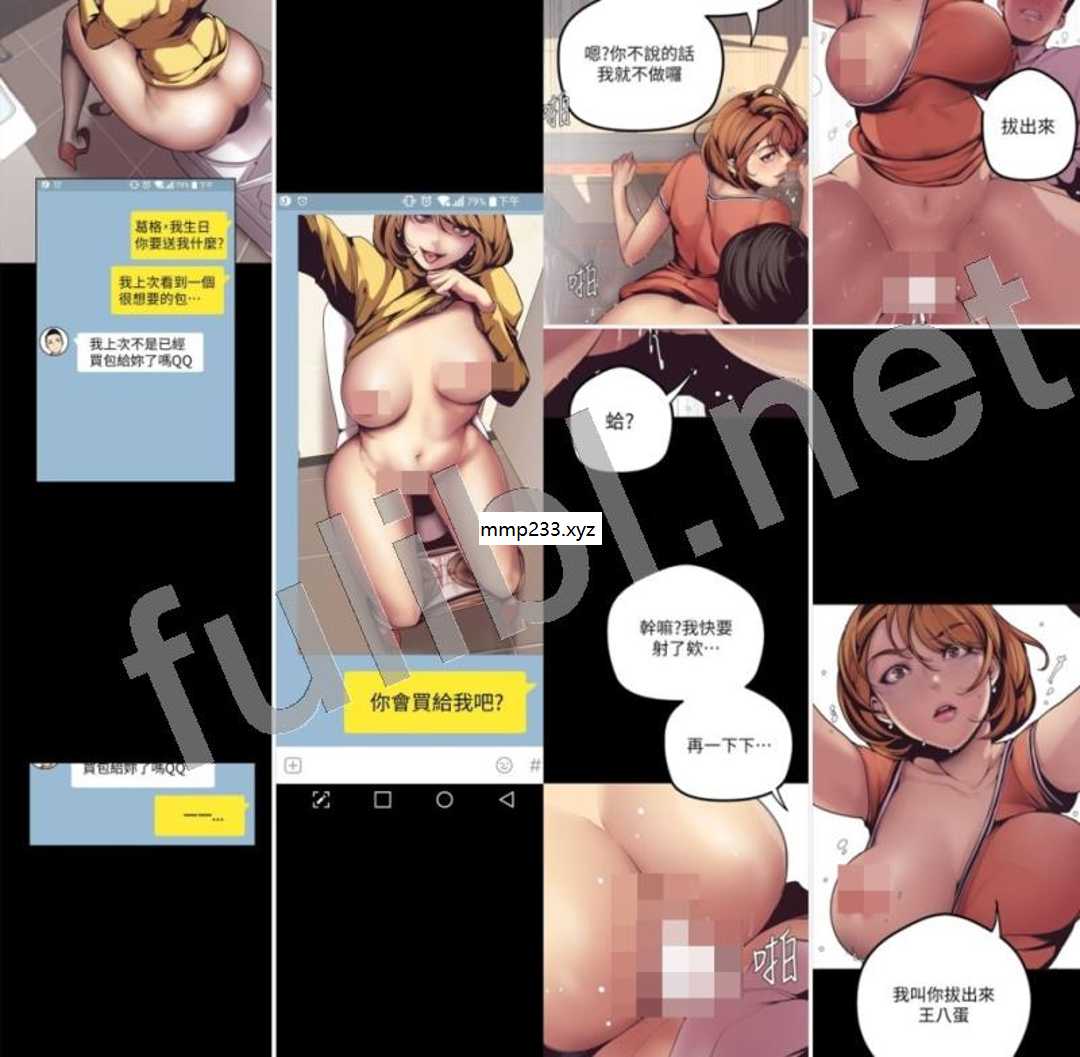 葛格，我生日
你要送我什麼?
我上次看到一個
很想要的包…
我上次不是已經
買包給妳了嗎QQ
買包給妳了嗎QQ
一一...
79%
下午
你會買給我吧?
#
嗯?你不說的話
我就不做囉
啪
啪
蛤?
幹嘛?我快要
射了欸…
再一下下…
啪
拔出來
我叫你拔出來
王八蛋
fulibl.net
mmp233.xyz